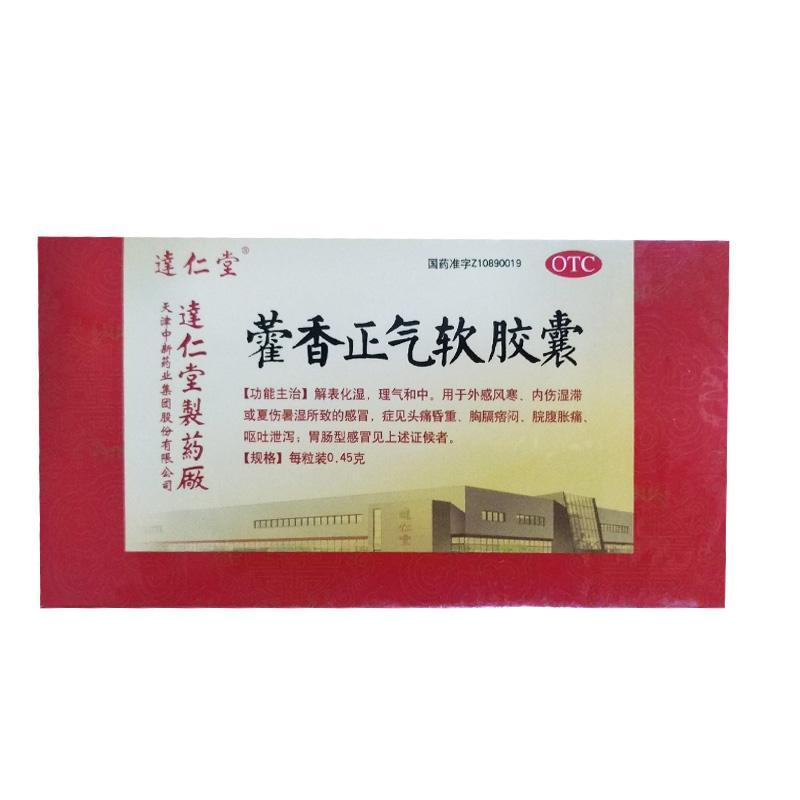 達仁堂®
国药准字Z10890019
OTC
達仁堂製药厰
天津中新药业集团股份有限公司
藿香正气软胶囊
【功能主治】解表化湿,理气和中。用于外感风寒、内伤湿滞
或夏伤暑湿所致的感冒,症见头痛昏重、胸膈痞闷、脘腹胀痛、
呕吐泄泻;胃肠型感冒见上述证候者。
【规格】每粒装0.45克
達仁堂